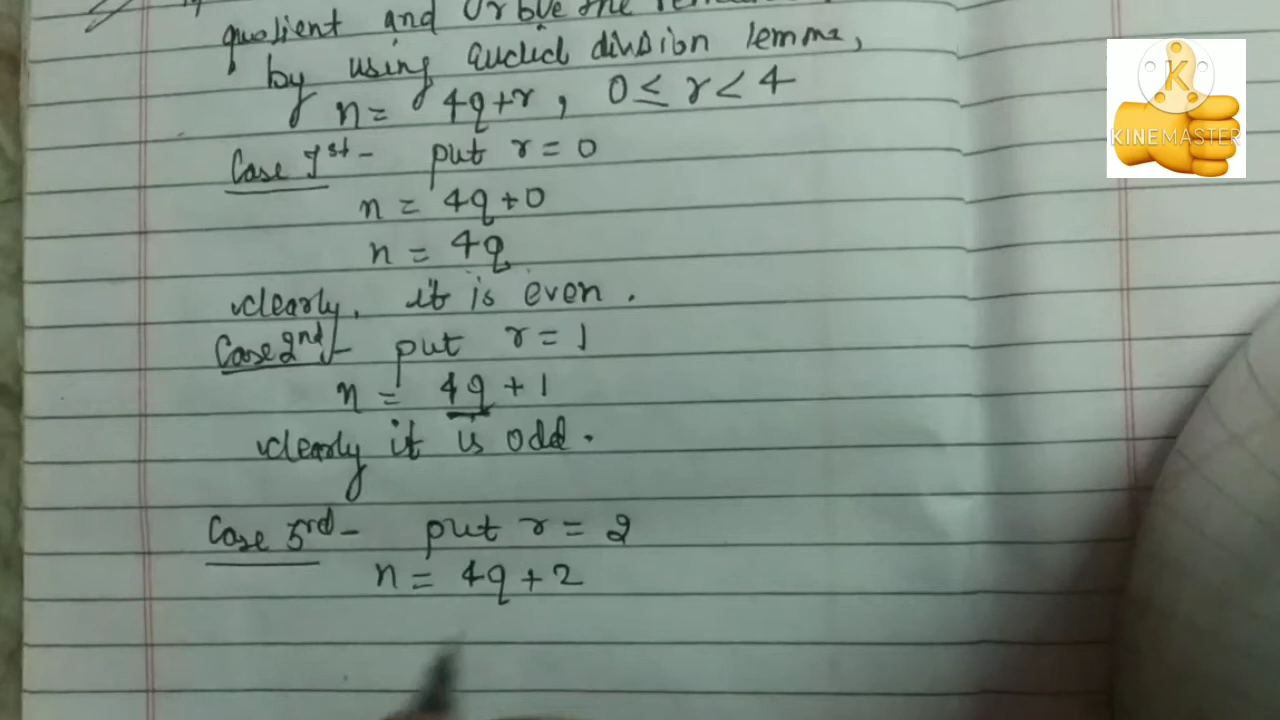 quotient and r be the
by using Euclid division lemma,
n = 4q+r, 0 ≤ r < 4
Case 1st - put r = 0
n = 4q+0
n = 4q
clearly, it is even.
Case 2nd - put r = 1
n = 4q + 1
clearly it is odd.
Case 3rd - put r = 2
n = 4q + 2
K
KINEMASTER